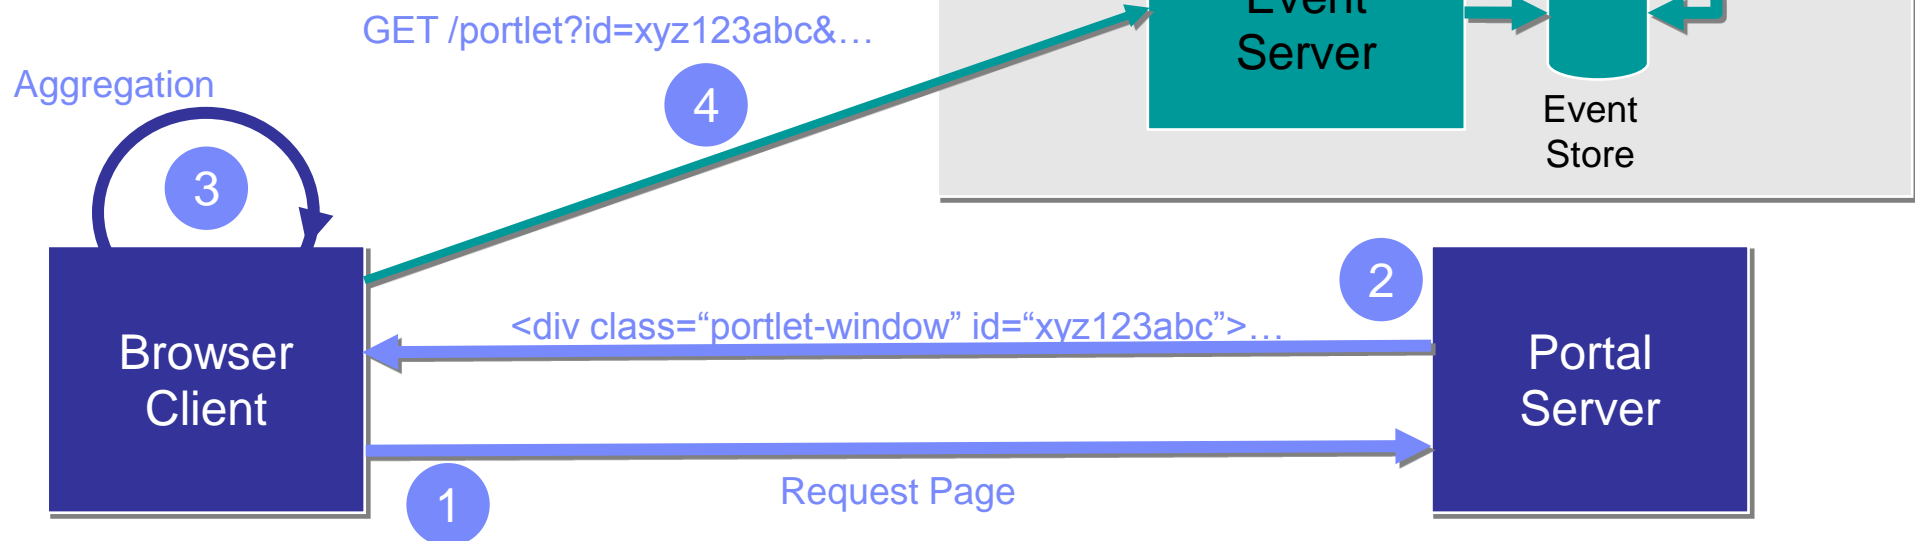 GET /portlet?id=xyz123abc&…
Event
Server
Aggregation
4
Event
Store
3
2
<div class=“portlet-window” id=“xyz123abc”>…
Browser
Client
Portal
Server
1
Request Page